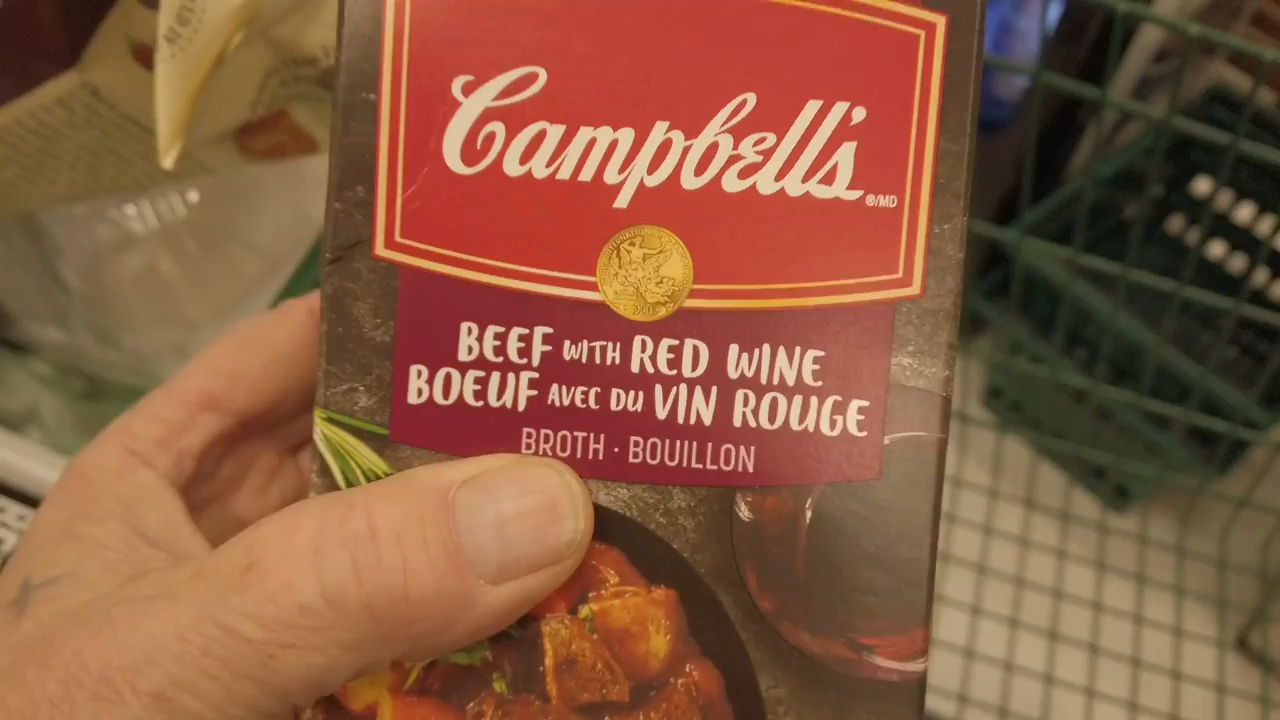 Campbell's ®/MD
BEEF WITH RED WINE
BOEUF AVEC DU VIN ROUGE
BROTH · BOUILLON